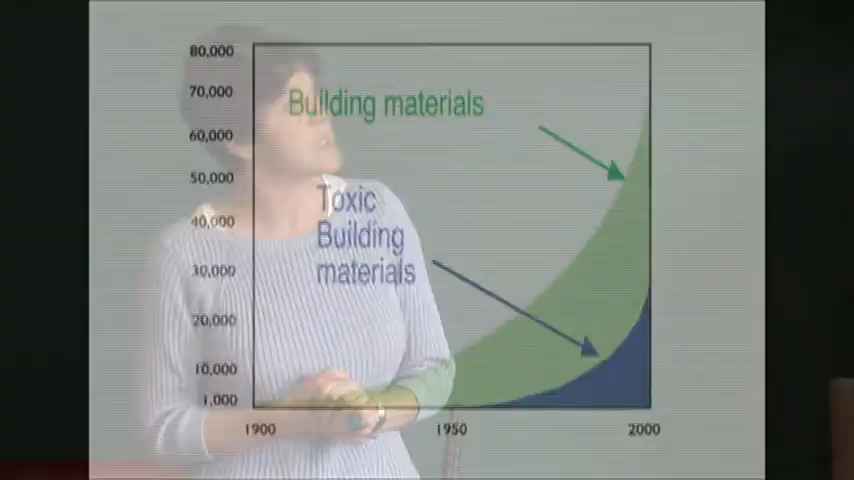 80,000
70,000
60,000
50,000
40,000
30,000
20,000
10,000
1,000
Building materials
Toxic
Building
materials
1900 1950 2000